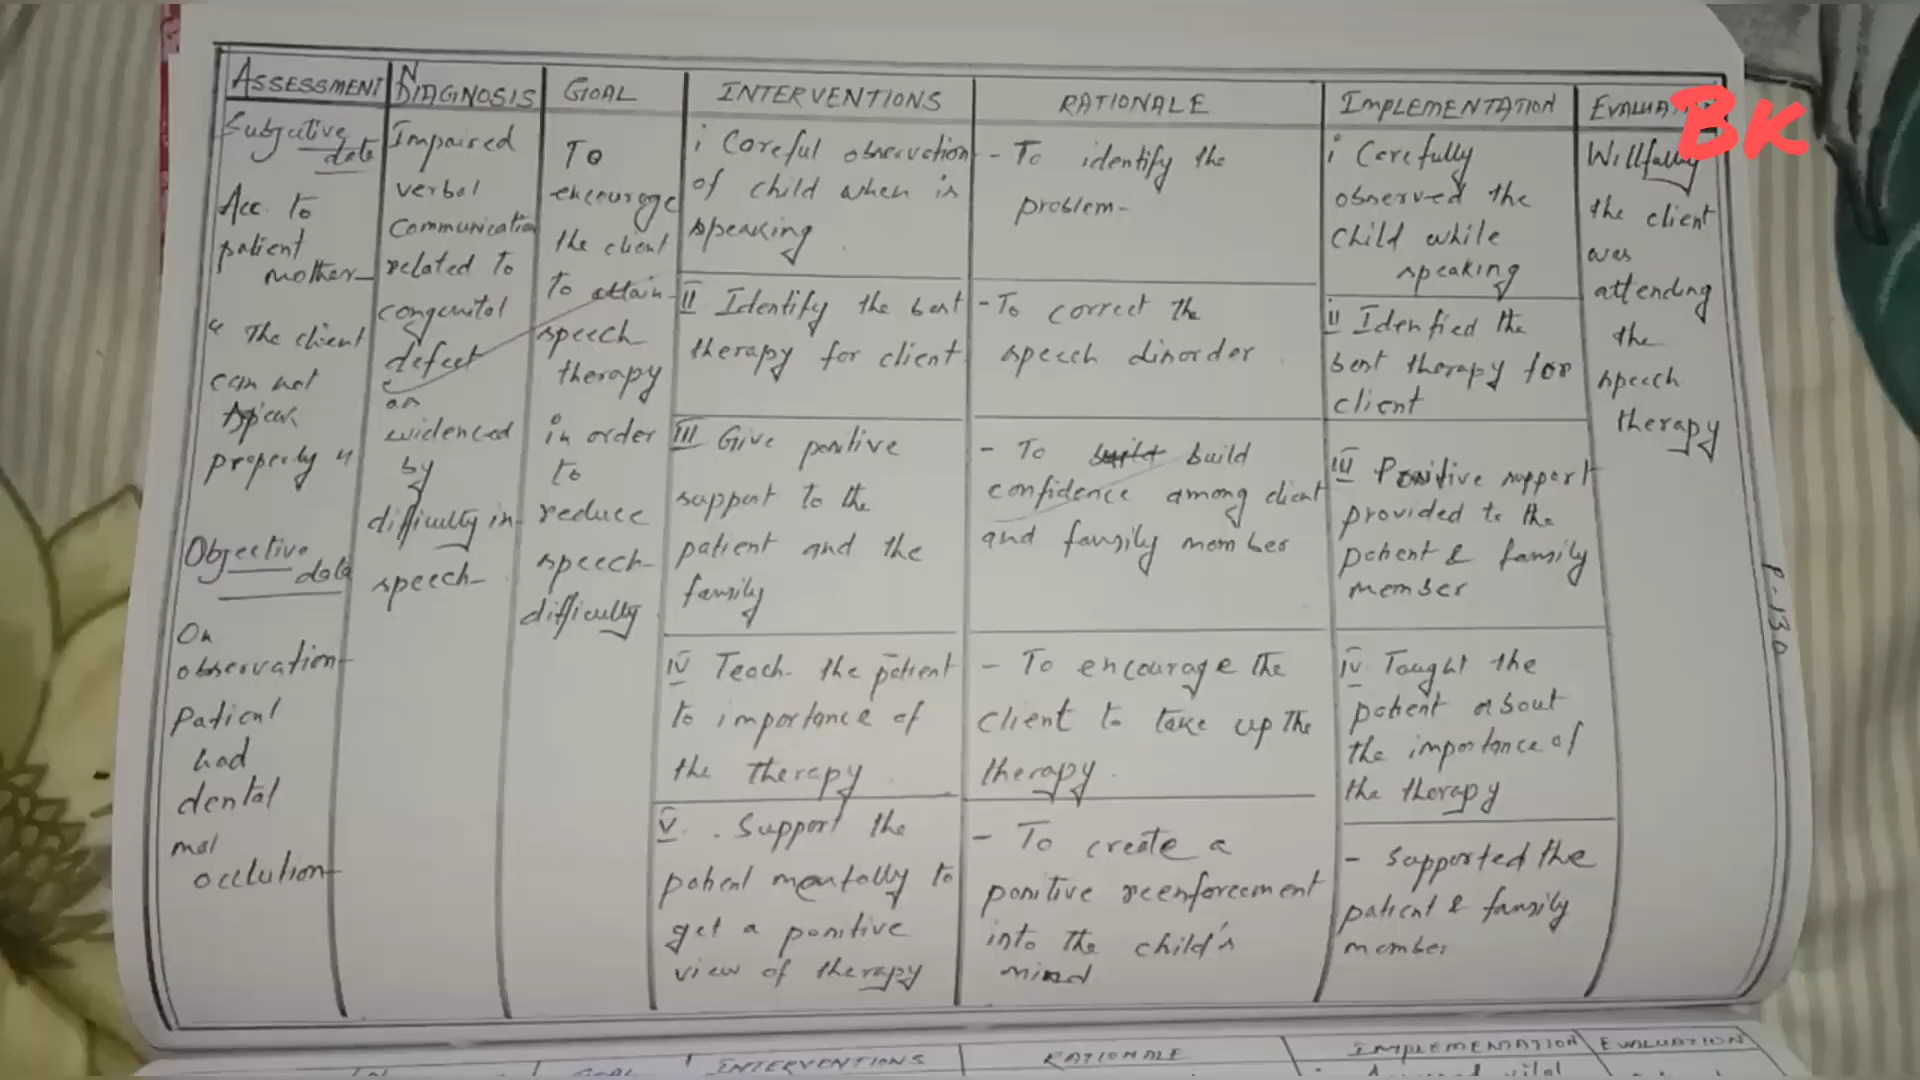 ASSESSMENT
Subjective
data
Acc. to
patient
mother-
" The client
can not
speak
property "
Objective
data
On
observation-
Patient
had
dental
mal
occlution-
N
DIAGNOSIS
Impaired
verbal
Communication
related to
congenital
defect
as
evidenced
by
difficulty in
speech-
GOAL
To
encourage
the client
to attain
speech
therapy
in order
to
reduce
speech-
difficulty
INTERVENTIONS
i Careful observation
of child when is
speaking
II Identify the best
therapy for client
III Give positive
support to the
patient and the
family
IV Teach the patient
to importance of
the therapy
V. Support the
patient mentally to
get a positive
view of therapy
RATIONALE
- To identify the
problem-
- To correct the
speech disorder
- To build build
confidence among client
and family member
- To encourage the
client to take up the
therapy.
- To create a
positive reenforcement
into the child's
mind
IMPLEMENTATION
i Carefully
observed the
child while
speaking
ii Idenfied the
best therapy for
client
iii Positive support
provided to the
patient & family
member
iv Taught the
patient about
the importance of
the therapy
- Supported the
patient & family
member
EVALUAT
Willfully
the client
was
attending
the
speech
therapy
BK
P-130
N
GOAL
INTERVENTIONS
RATIONALE
IMPLEMENTATION
EVALUATION
vital